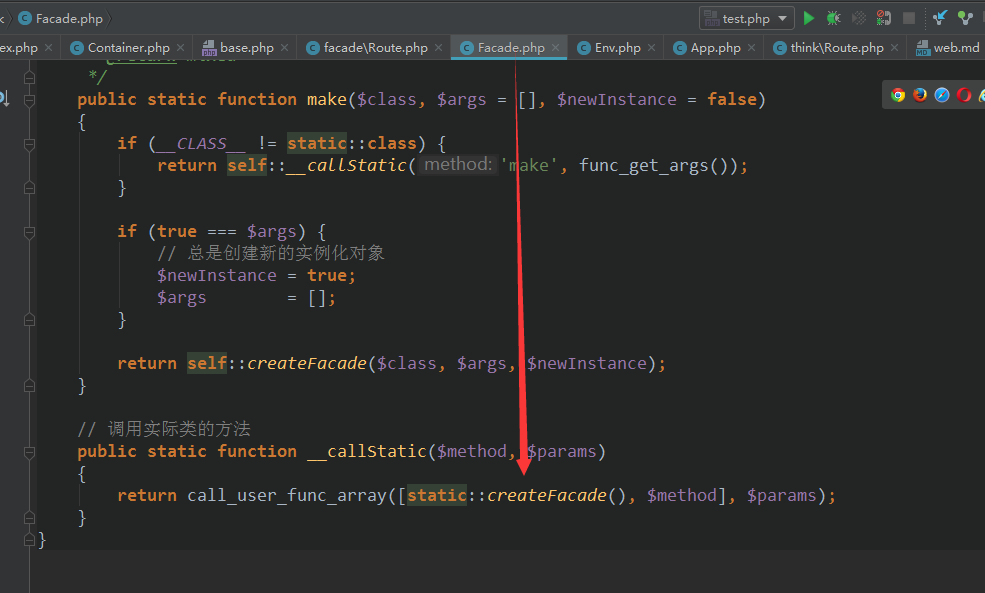 Facade.php
test.php
ex.php × Container.php × base.php × facade\Route.php × Facade.php × Env.php × App.php × think\Route.php × web.md
*/
public static function make($class, $args = [], $newInstance = false)
{
if (__CLASS__ != static::class) {
return self::__callStatic( method: 'make', func_get_args());
}
if (true === $args) {
// 总是创建新的实例化对象
$newInstance = true;
$args = [];
}
return self::createFacade($class, $args, $newInstance);
}
// 调用实际类的方法
public static function __callStatic($method, $params)
{
return call_user_func_array([static::createFacade(), $method], $params);
}
}